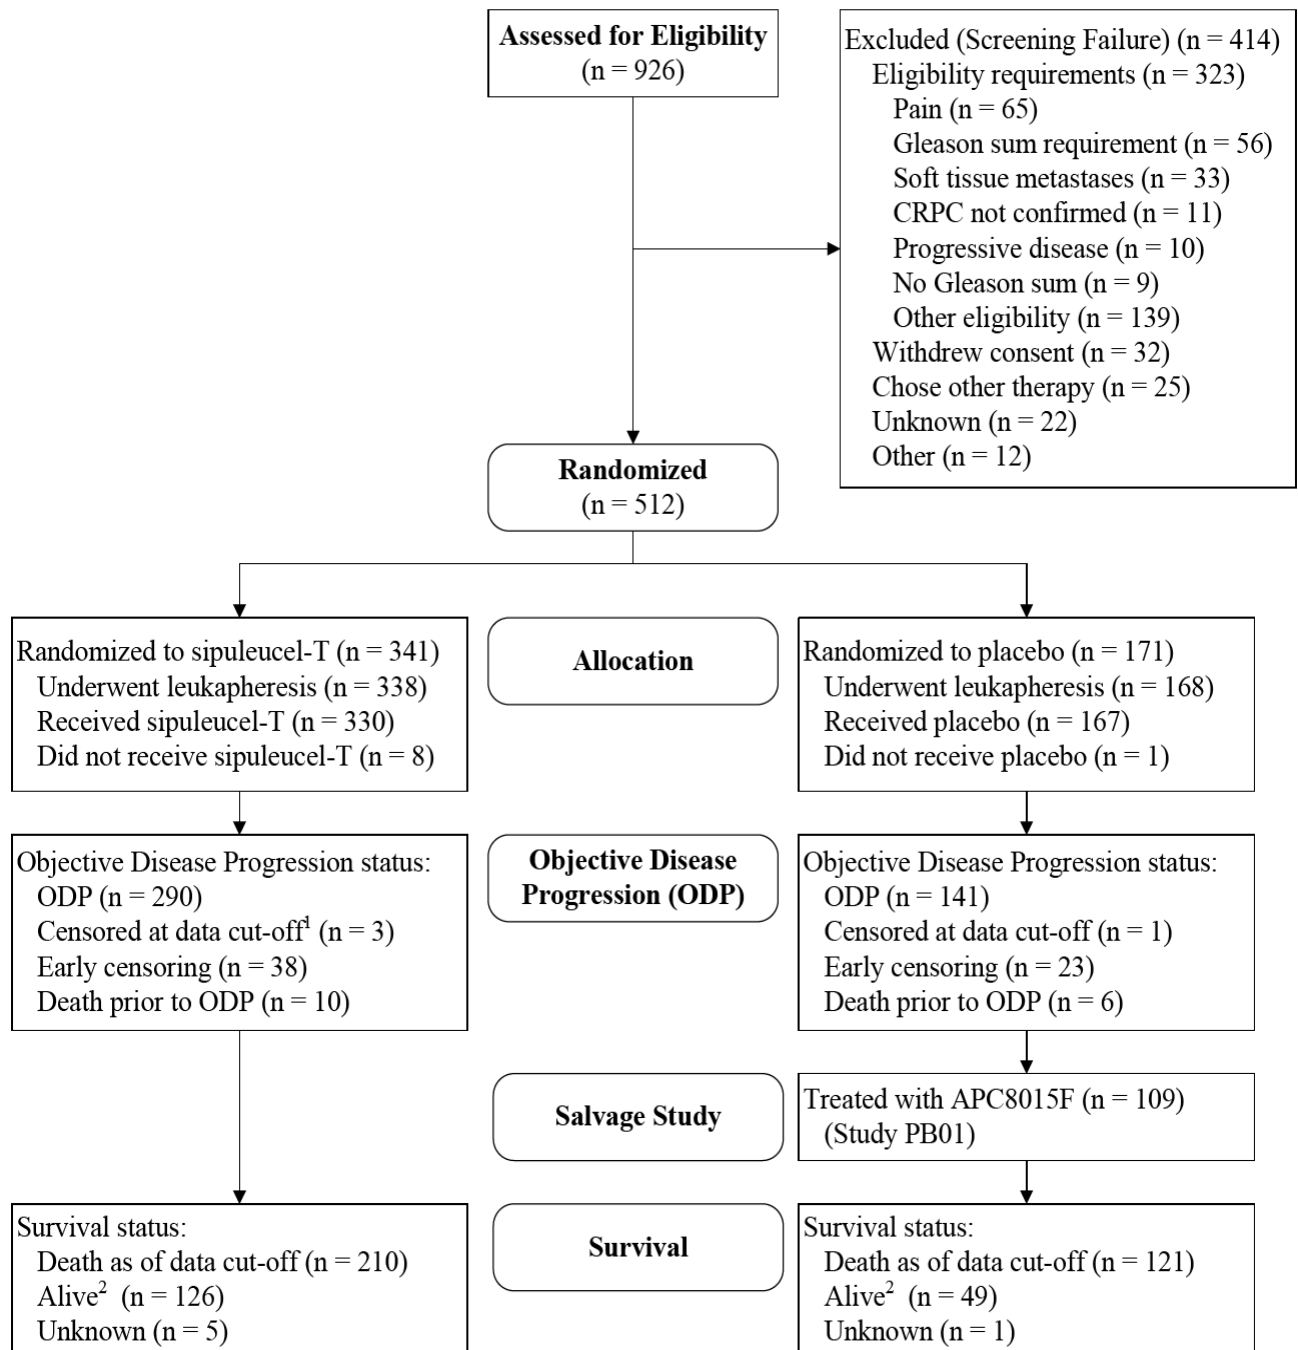 Assessed for Eligibility
(n = 926)
Excluded (Screening Failure) (n = 414)
Eligibility requirements (n = 323)
Pain (n = 65)
Gleason sum requirement (n = 56)
Soft tissue metastases (n = 33)
CRPC not confirmed (n = 11)
Progressive disease (n = 10)
No Gleason sum (n = 9)
Other eligibility (n = 139)
Withdrew consent (n = 32)
Chose other therapy (n = 25)
Unknown (n = 22)
Other (n = 12)
Randomized
(n = 512)
Randomized to sipuleucel-T (n = 341)
Underwent leukapheresis (n = 338)
Received sipuleucel-T (n = 330)
Did not receive sipuleucel-T (n = 8)
Allocation
Randomized to placebo (n = 171)
Underwent leukapheresis (n = 168)
Received placebo (n = 167)
Did not receive placebo (n = 1)
Objective Disease Progression status:
ODP (n = 290)
Censored at data cut-off¹ (n = 3)
Early censoring (n = 38)
Death prior to ODP (n = 10)
Objective Disease
Progression (ODP)
Objective Disease Progression status:
ODP (n = 141)
Censored at data cut-off (n = 1)
Early censoring (n = 23)
Death prior to ODP (n = 6)
Salvage Study
Treated with APC8015F (n = 109)
(Study PB01)
Survival status:
Death as of data cut-off (n = 210)
Alive² (n = 126)
Unknown (n = 5)
Survival
Survival status:
Death as of data cut-off (n = 121)
Alive² (n = 49)
Unknown (n = 1)